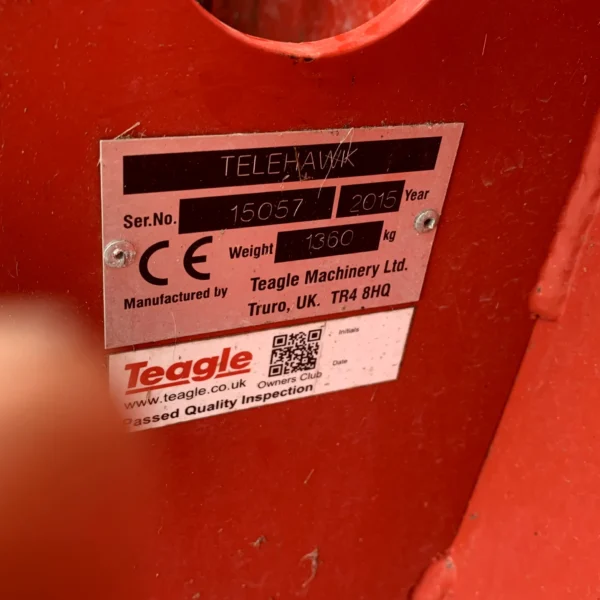 TELEHAWK
Ser.No. 15057 2015 Year
CE Weight 1360 kg
Manufactured by Teagle Machinery Ltd.
Truro, UK. TR4 8HQ
Teagle
Initials
www.teagle.co.uk Owners Club Date
Passed Quality Inspection